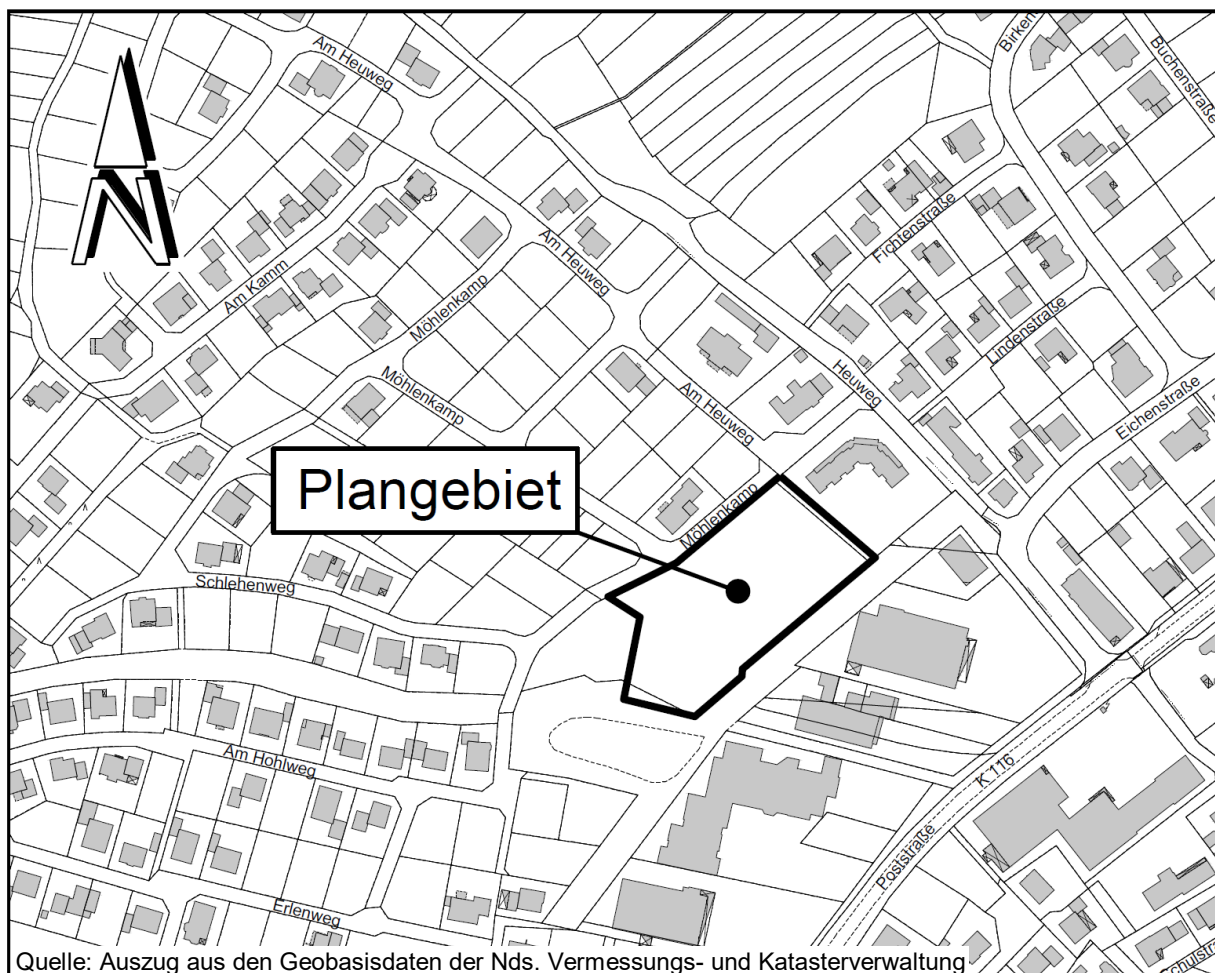 Am Heuweg
Birken
Buchenstraße
N
Fichtenstraße
Am Heuweg
Am Kamm
Möhlenkamp
Lindenstraße
Möhlenkamp
Heuweg
Am Heuweg
Eichenstraße
Plangebiet
Möhlenkamp
Schlehenweg
Am Hohlweg
K 116
Poststraße
Erlenweg
Quelle: Auszug aus den Geobasisdaten der Nds. Vermessungs- und Katasterverwaltung